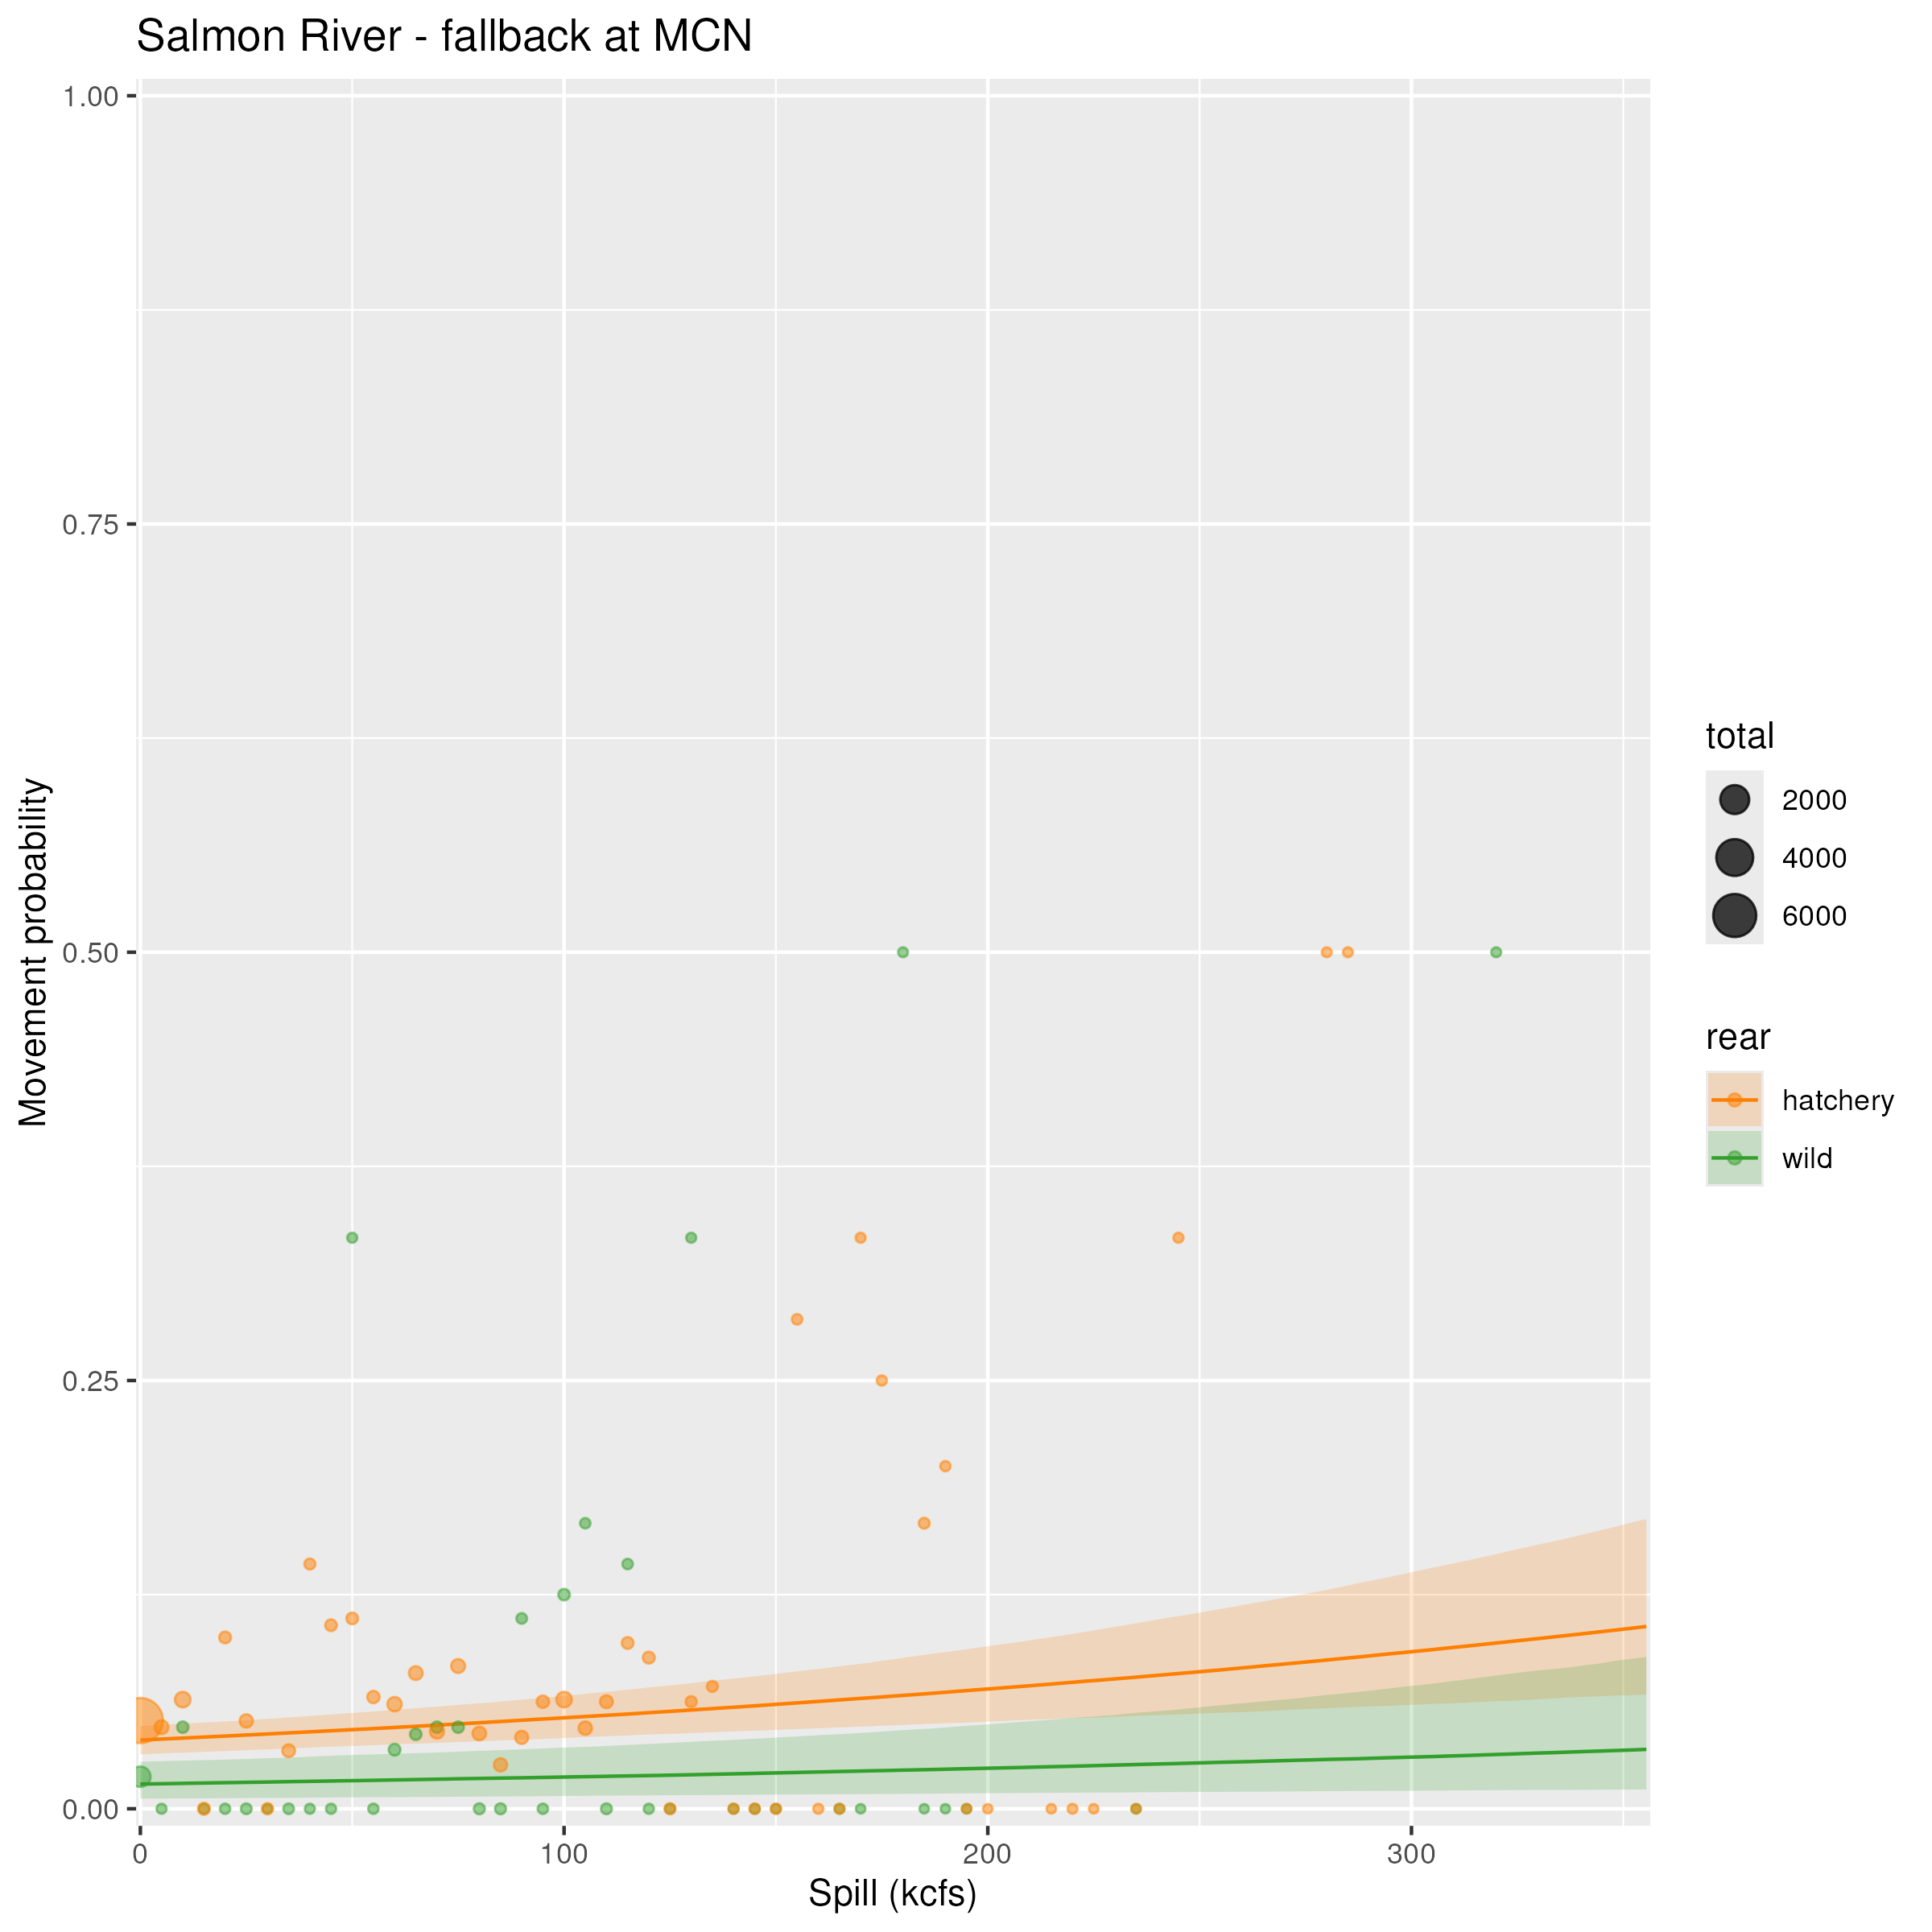 Salmon River - fallback at MCN
1.00
0.75
0.50
0.25
0.00
Movement probability
0
100
200
300
Spill (kcfs)
total
2000
4000
6000
rear
hatchery
wild